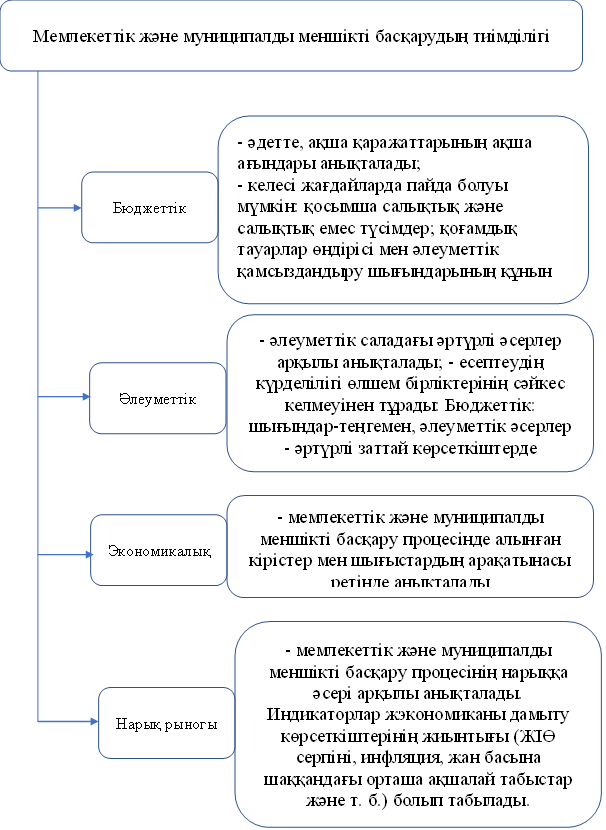 Мемлекеттік және муниципалды меншікті басқарудың тиімділігі
Бюджеттік
- әдетте, ақша қаражаттарының ақша
ағындары анықталады;
- келесі жағдайларда пайда болуы
мүмкін: қосымша салықтық және
салықтық емес түсімдер; қоғамдық
тауарлар өндірісі мен әлеуметтік
қамсыздандыру шығындарының құнын
Әлеуметтік
- әлеуметтік саладағы әртүрлі әсерлер
арқылы анықталады; - есептеудің
күрделілігі өлшем бірліктерінің сәйкес
келмеуінен тұрады: Бюджеттік:
шығындар-теңгемен, әлеуметтік әсерлер
- әртүрлі заттай көрсеткіштерде
Экономикалық
- мемлекеттік және муниципалды
меншікті басқару процесінде алынған
кірістер мен шығыстардың арақатынасы
ретінде анықталады
Нарық рыногы
- мемлекеттік және муниципалды
меншікті басқару процесінің нарыққа
әсері арқылы анықталады.
Индикаторлар жэкономиканы дамыту
көрсеткіштерінің жиынтығы (ЖІӨ
серпіні, инфляция, жан басына
шаққандағы орташа ақшалай табыстар
және т. б.) болып табылады.